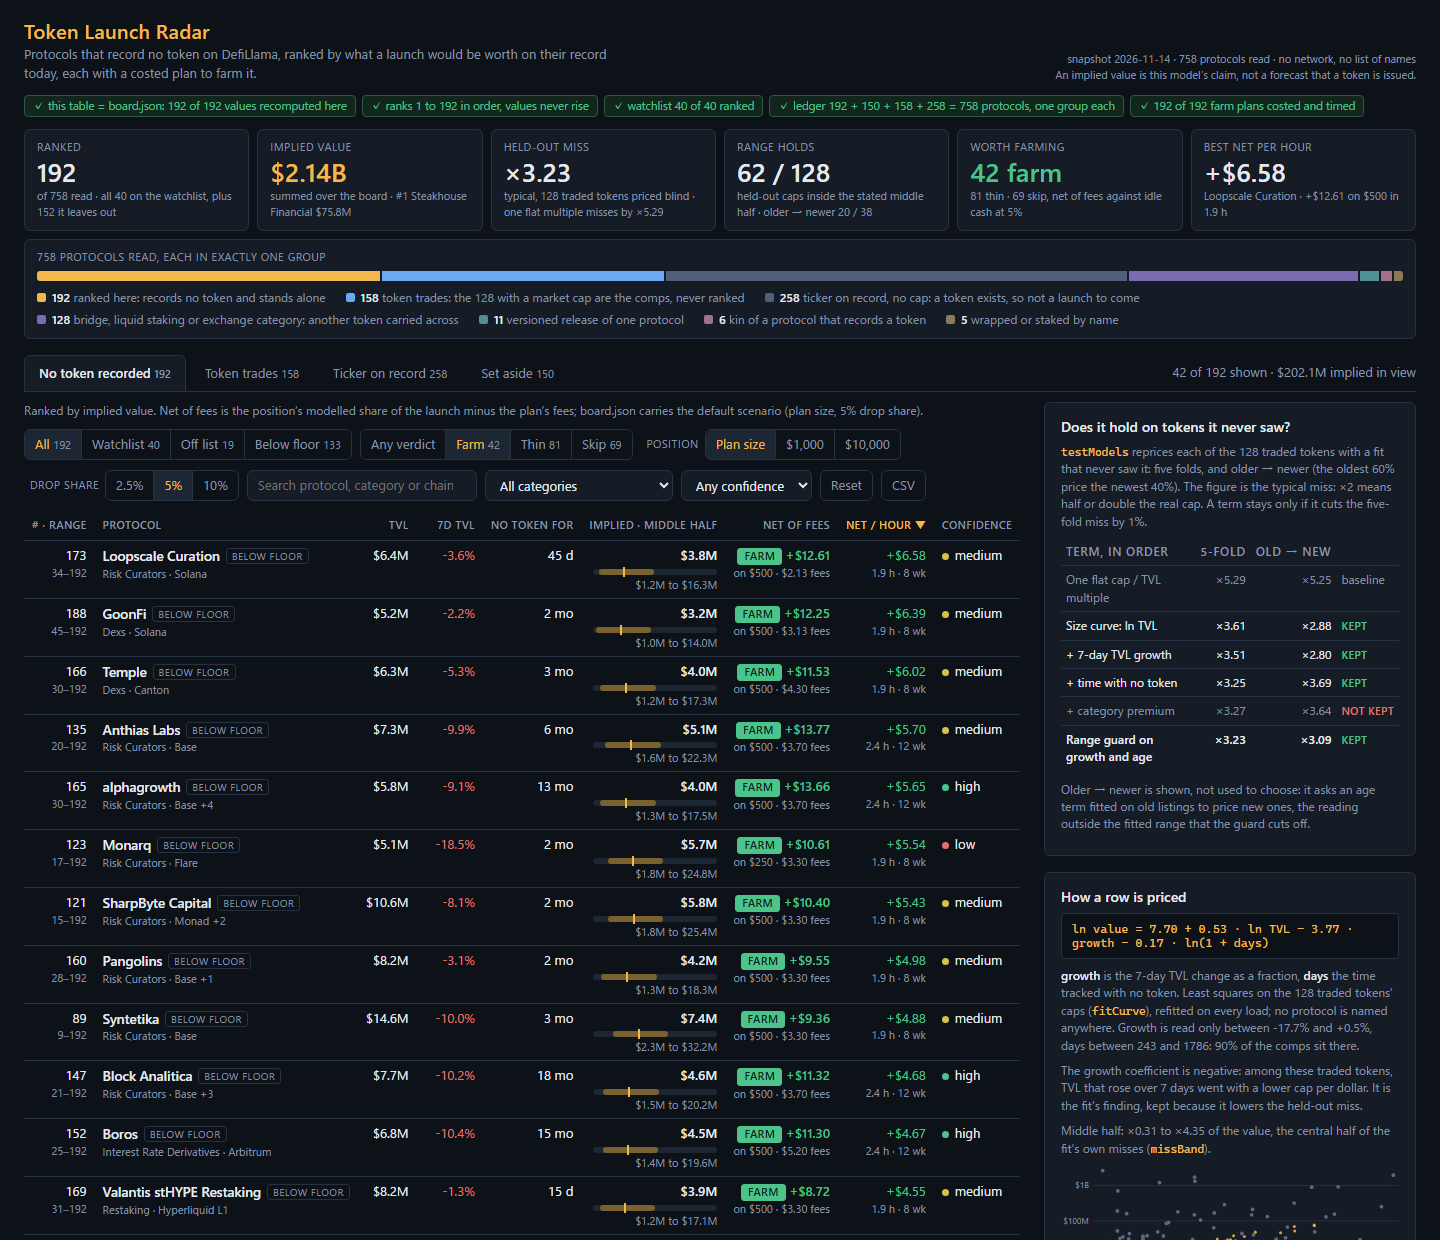 Token Launch Radar
Protocols that record no token on DefiLlama, ranked by what a launch would be worth on their record
today, each with a costed plan to farm it.
snapshot 2026-11-14 · 758 protocols read · no network, no list of names
An implied value is this model's claim, not a forecast that a token is issued.
✓ this table = board.json: 192 of 192 values recomputed here
✓ ranks 1 to 192 in order, values never rise
✓ watchlist 40 of 40 ranked
✓ ledger 192 + 150 + 158 + 258 = 758 protocols, one group each
✓ 192 of 192 farm plans costed and timed
RANKED
192
of 758 read · all 40 on the watchlist, plus
152 it leaves out
IMPLIED VALUE
$2.14B
summed over the board · #1 Steakhouse
Financial $75.8M
HELD-OUT MISS
×3.23
typical, 128 traded tokens priced blind ·
one flat multiple misses by ×5.29
RANGE HOLDS
62 / 128
held-out caps inside the stated middle
half · older → newer 20 / 38
WORTH FARMING
42 farm
81 thin · 69 skip, net of fees against idle
cash at 5%
BEST NET PER HOUR
+$6.58
Loopscale Curation · +$12.61 on $500 in
1.9 h
758 PROTOCOLS READ, EACH IN EXACTLY ONE GROUP
192 ranked here: records no token and stands alone
158 token trades: the 128 with a market cap are the comps, never ranked
258 ticker on record, no cap: a token exists, so not a launch to come
128 bridge, liquid staking or exchange category: another token carried across
11 versioned release of one protocol
6 kin of a protocol that records a token
5 wrapped or staked by name
No token recorded 192
Token trades 158
Ticker on record 258
Set aside 150
42 of 192 shown · $202.1M implied in view
Ranked by implied value. Net of fees is the position's modelled share of the launch minus the plan's fees; board.json carries the default scenario (plan size, 5% drop share).
All 192 Watchlist 40 Off list 19 Below floor 133
Any verdict Farm 42 Thin 81 Skip 69
POSITION Plan size $1,000 $10,000
DROP SHARE 2.5% 5% 10%
Search protocol, category or chain
All categories
Any confidence
Reset
CSV
# · RANGE PROTOCOL TVL 7D TVL NO TOKEN FOR IMPLIED · MIDDLE HALF NET OF FEES NET / HOUR ▼ CONFIDENCE
173 Loopscale Curation BELOW FLOOR $6.4M -3.6% 45 d $3.8M FARM +$12.61 +$6.58 medium
34–192 Risk Curators · Solana $1.2M to $16.3M on $500 · $2.13 fees 1.9 h · 8 wk
188 GoonFi BELOW FLOOR $5.2M -2.2% 2 mo $3.2M FARM +$12.25 +$6.39 medium
45–192 Dexs · Solana $1.0M to $14.0M on $500 · $3.13 fees 1.9 h · 8 wk
166 Temple BELOW FLOOR $6.3M -5.3% 3 mo $4.0M FARM +$11.53 +$6.02 medium
30–192 Dexs · Canton $1.2M to $17.3M on $500 · $4.30 fees 1.9 h · 8 wk
135 Anthias Labs BELOW FLOOR $7.3M -9.9% 6 mo $5.1M FARM +$13.77 +$5.70 medium
20–192 Risk Curators · Base $1.6M to $22.3M on $500 · $3.70 fees 2.4 h · 12 wk
165 alphagrowth BELOW FLOOR $5.8M -9.1% 13 mo $4.0M FARM +$13.66 +$5.65 high
30–192 Risk Curators · Base +4 $1.3M to $17.5M on $500 · $3.70 fees 2.4 h · 12 wk
123 Monarq BELOW FLOOR $5.1M -18.5% 2 mo $5.7M FARM +$10.61 +$5.54 low
17–192 Risk Curators · Flare $1.8M to $24.8M on $250 · $3.30 fees 1.9 h · 8 wk
121 SharpByte Capital BELOW FLOOR $10.6M -8.1% 2 mo $5.8M FARM +$10.40 +$5.43 medium
15–192 Risk Curators · Monad +2 $1.8M to $25.4M on $500 · $3.30 fees 1.9 h · 8 wk
160 Pangolins BELOW FLOOR $8.2M -3.1% 2 mo $4.2M FARM +$9.55 +$4.98 medium
28–192 Risk Curators · Base +1 $1.3M to $18.3M on $500 · $3.30 fees 1.9 h · 8 wk
89 Syntetika BELOW FLOOR $14.6M -10.0% 3 mo $7.4M FARM +$9.36 +$4.88 medium
9–192 Risk Curators · Base $2.3M to $32.2M on $500 · $3.30 fees 1.9 h · 8 wk
147 Block Analitica BELOW FLOOR $7.7M -10.2% 18 mo $4.6M FARM +$11.32 +$4.68 high
21–192 Risk Curators · Base +3 $1.5M to $20.2M on $500 · $3.70 fees 2.4 h · 12 wk
152 Boros BELOW FLOOR $6.8M -10.4% 15 mo $4.5M FARM +$11.30 +$4.67 high
25–192 Interest Rate Derivatives · Arbitrum $1.4M to $19.6M on $500 · $5.20 fees 2.4 h · 12 wk
169 Valantis stHYPE Restaking BELOW FLOOR $8.2M -1.3% 15 d $3.9M FARM +$8.72 +$4.55 medium
31–192 Restaking · Hyperliquid L1 $1.2M to $17.1M on $500 · $3.30 fees 1.9 h · 8 wk
Does it hold on tokens it never saw?
testModels reprices each of the 128 traded tokens with a fit
that never saw it: five folds, and older → newer (the oldest 60%
price the newest 40%). The figure is the typical miss: ×2 means
half or double the real cap. A term stays only if it cuts the five-
fold miss by 1%.
TERM, IN ORDER 5-FOLD OLD → NEW
One flat cap / TVL ×5.29 ×5.25 baseline
multiple
Size curve: ln TVL ×3.61 ×2.88 KEPT
+ 7-day TVL growth ×3.51 ×2.80 KEPT
+ time with no token ×3.25 ×3.69 KEPT
+ category premium ×3.27 ×3.64 NOT KEPT
Range guard on ×3.23 ×3.09 KEPT
growth and age
Older → newer is shown, not used to choose: it asks an age
term fitted on old listings to price new ones, the reading
outside the fitted range that the guard cuts off.
How a row is priced
ln value = 7.70 + 0.53 · ln TVL − 3.77 ·
growth − 0.17 · ln(1 + days)
growth is the 7-day TVL change as a fraction, days the time
tracked with no token. Least squares on the 128 traded tokens'
caps (fitCurve), refitted on every load; no protocol is named
anywhere. Growth is read only between -17.7% and +0.5%,
days between 243 and 1786: 90% of the comps sit there.
The growth coefficient is negative: among these traded tokens,
TVL that rose over 7 days went with a lower cap per dollar. It is
the fit's finding, kept because it lowers the held-out miss.
Middle half: ×0.31 to ×4.35 of the value, the central half of the
fit's own misses (missBand).
$1B
$100M